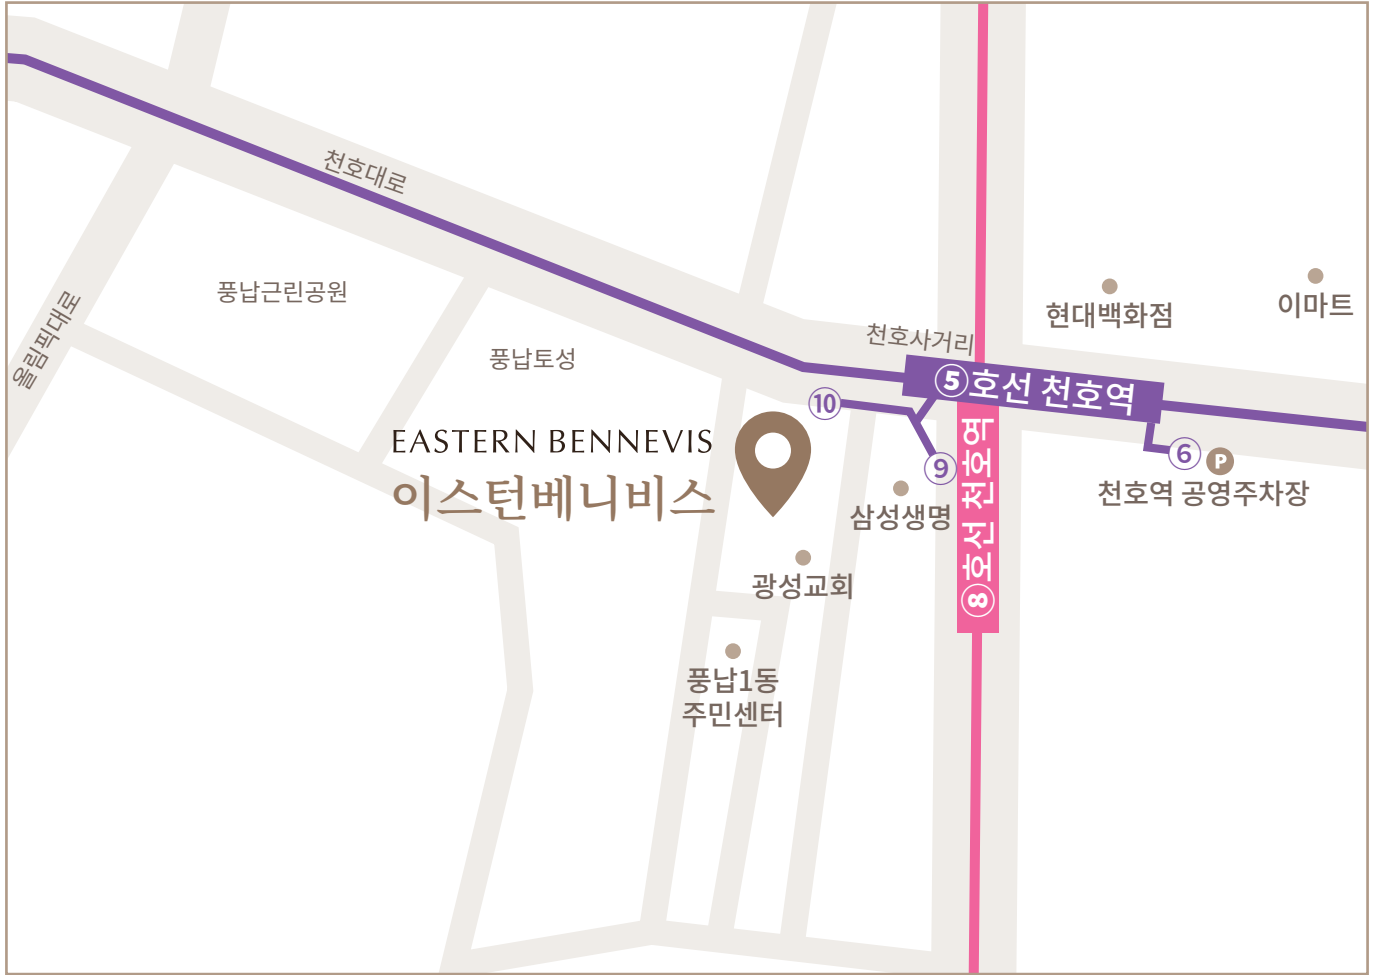 천호대로
올림픽대로
풍납근린공원
풍납토성
천호사거리
현대백화점
이마트
5호선 천호역
10
9
6
P
천호역 공영주차장
EASTERN BENNEVIS
이스턴베니비스
8호선 천호역
삼성생명
광성교회
풍납1동
주민센터